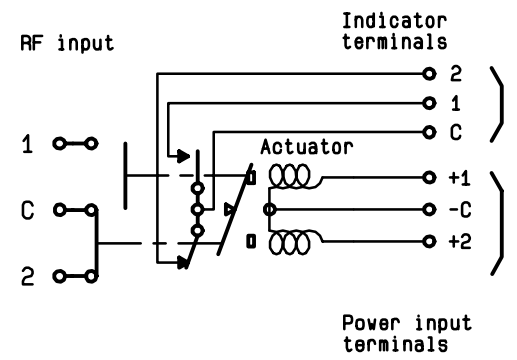 Indicator
terminals
RF input
2
1
C
1
Actuator
+1
C
-C
+2
2
Power input
terminals